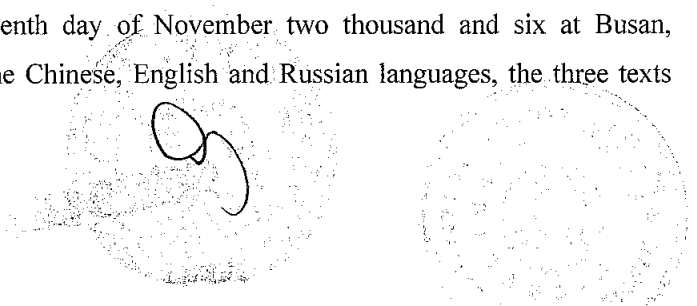 enth day of November two thousand and six at Busan,
e Chinese, English and Russian languages, the three texts